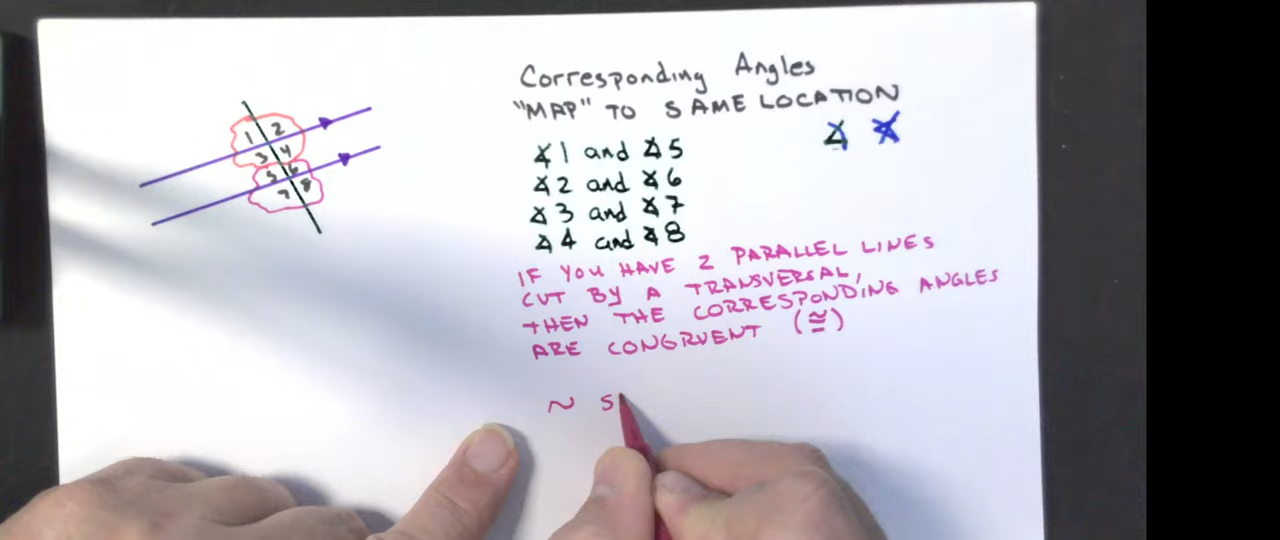 1 2
3 4
5 6
7 8
Corresponding Angles
"MAP" TO SAME LOCATION
∡1 and ∡5
∡2 and ∡6
∡3 and ∡7
∡4 and ∡8
IF YOU HAVE 2 PARALLEL LINES
CUT BY A TRANSVERSAL,
THEN THE CORRESPONDING ANGLES
ARE CONGRUENT (≅)
~ S